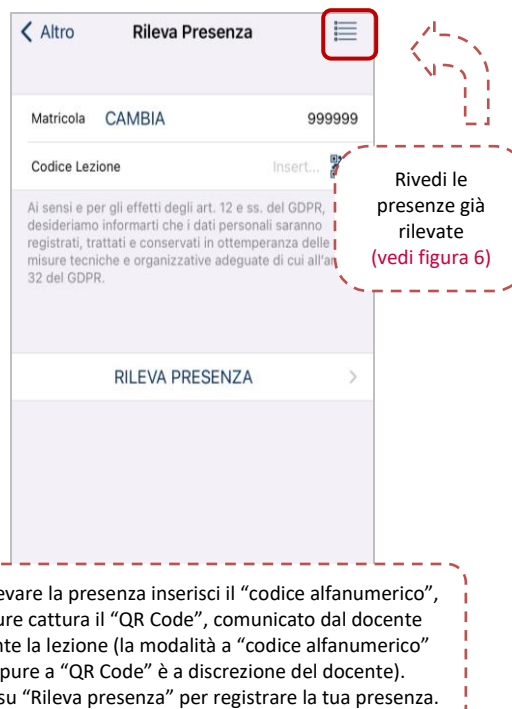 Altro Rileva Presenza
Matricola CAMBIA 999999
Codice Lezione Insert...
Ai sensi e per gli effetti degli art. 12 e ss. del GDPR,
desideriamo informarti che i dati personali saranno
registrati, trattati e conservati in ottemperanza delle
misure tecniche e organizzative adeguate di cui all'ar
32 del GDPR.
RILEVA PRESENZA
Rivedi le
presenze già
rilevate
(vedi figura 6)
evare la presenza inserisci il “codice alfanumerico”,
ure cattura il “QR Code”, comunicato dal docente
nte la lezione (la modalità a “codice alfanumerico”
pure a “QR Code” è a discrezione del docente).
su “Rileva presenza” per registrare la tua presenza.